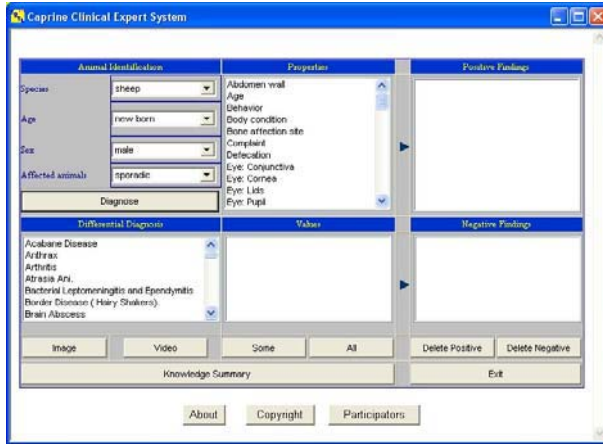 Caprine Clinical Expert System
Animal Identification
Properties
Positive Findings
Species
sheep
Age
new born
Sex
male
Affected animals
sporadic
Diagnose
Abdomen wall
Age
Behavior
Body condition
Bone affection site
Complaint
Defecation
Eye: Conjunctiva
Eye: Cornea
Eye: Lids
Eye: Pupil
Differential Diagnosis
Values
Negative Findings
Acabane Disease
Anthrax
Arthritis
Atrasia Ani.
Bacterial Leptomeningitis and Ependymitis
Border Disease ( Hairy Shakers).
Brain Abscess
Image
Video
Some
All
Delete Positive
Delete Negative
Knowledge Summary
Exit
About
Copyright
Participators